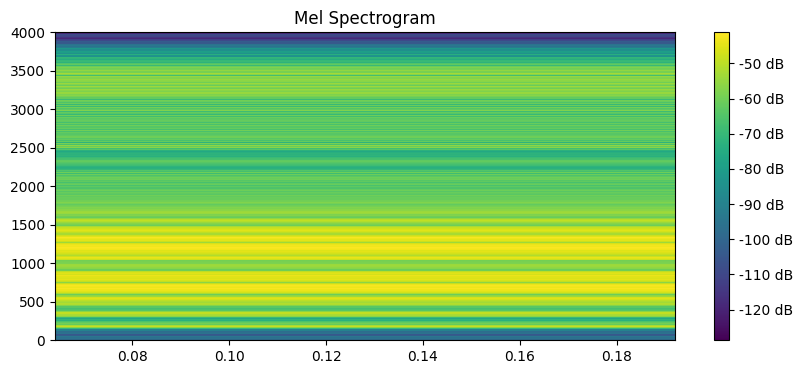 Mel Spectrogram
4000
3500
3000
2500
2000
1500
1000
500
0
0.08 0.10 0.12 0.14 0.16 0.18
-50 dB
-60 dB
-70 dB
-80 dB
-90 dB
-100 dB
-110 dB
-120 dB